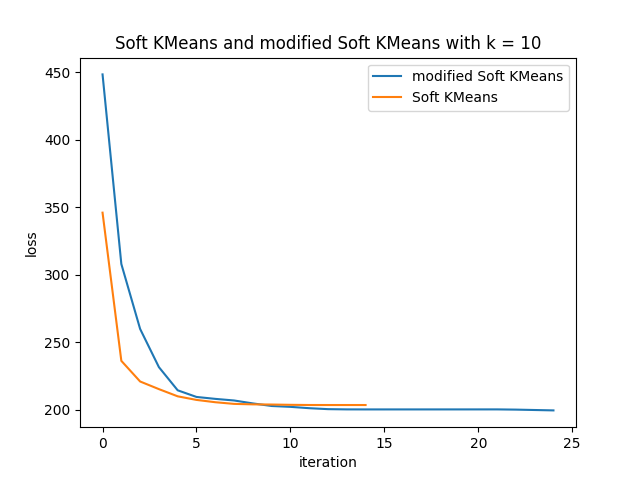 Soft KMeans and modified Soft KMeans with k = 10
modified Soft KMeans
Soft KMeans
450
400
350
300
250
200
loss
0 5 10 15 20 25
iteration